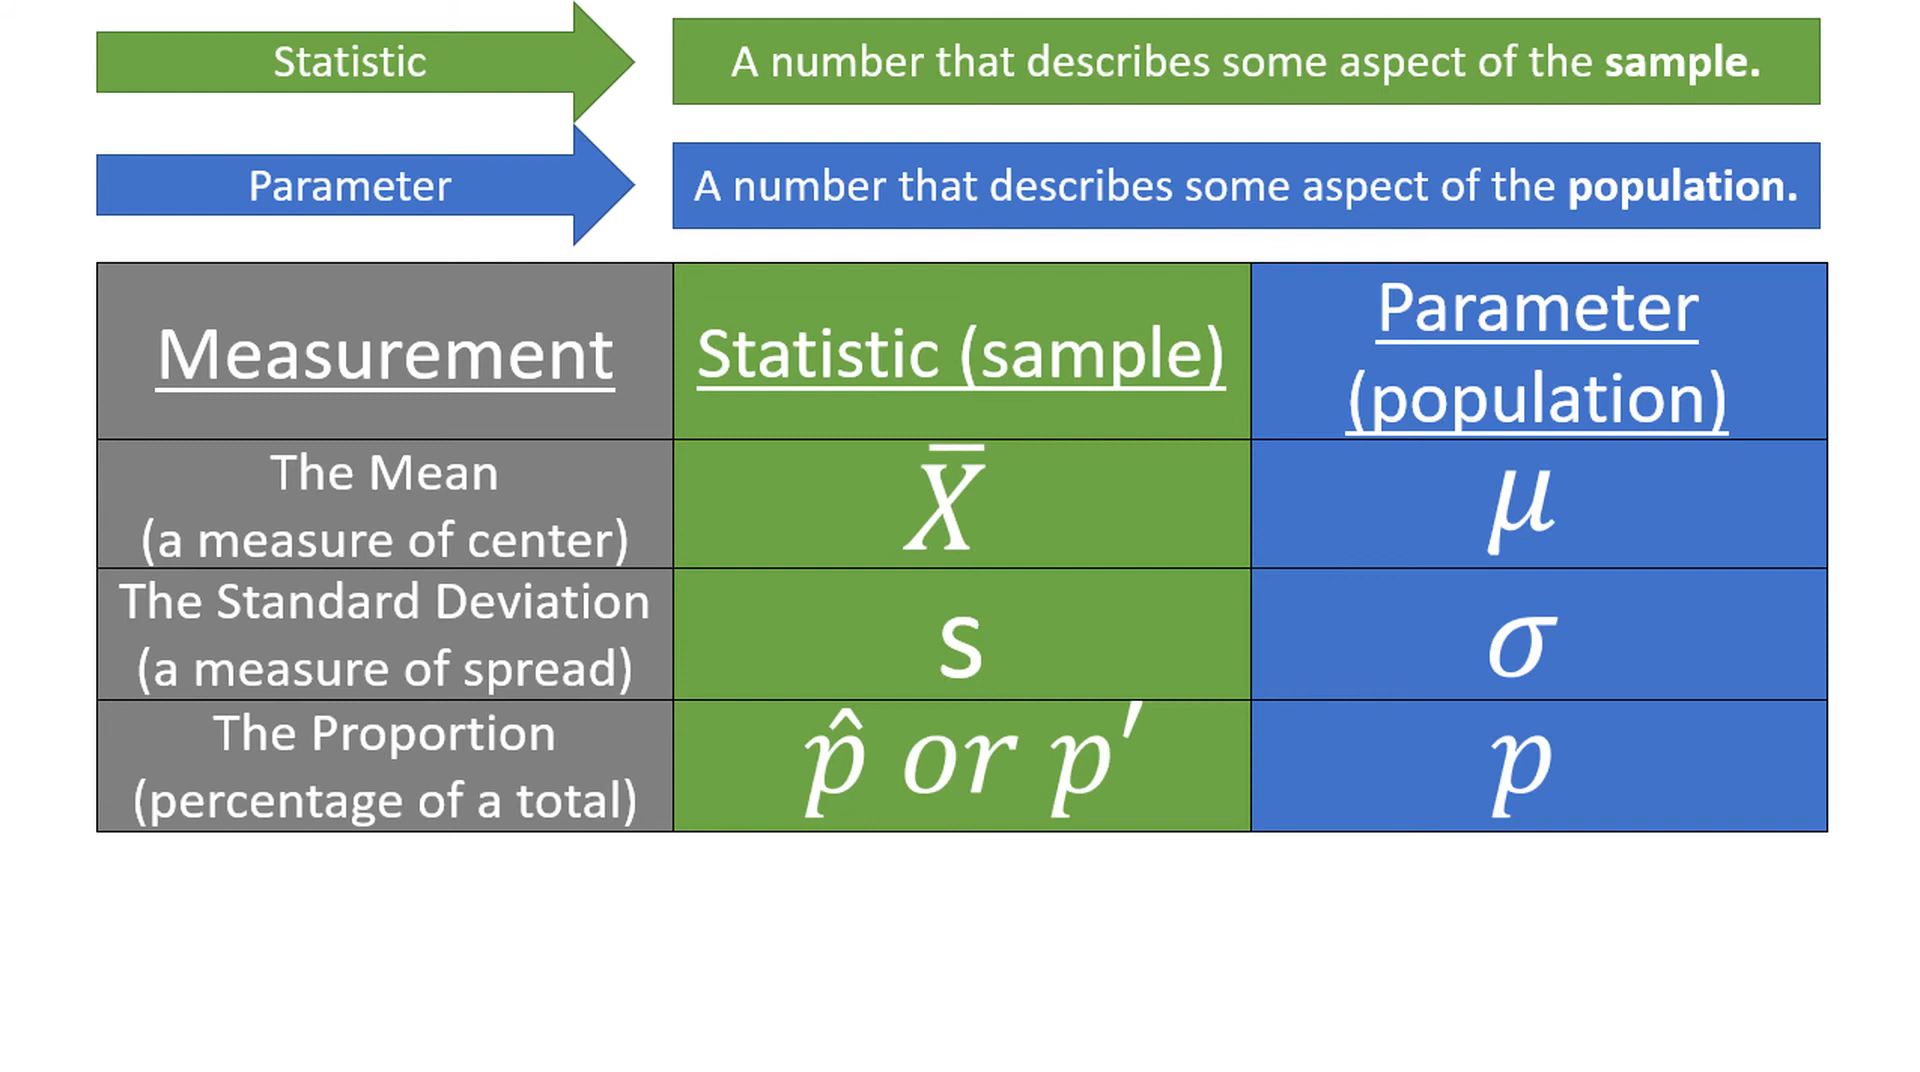 Statistic
A number that describes some aspect of the sample.
Parameter
A number that describes some aspect of the population.
Measurement
Statistic (sample)
Parameter
(population)
The Mean
(a measure of center)
X̄
μ
The Standard Deviation
(a measure of spread)
s
σ
The Proportion
(percentage of a total)
p̂ or p′
p